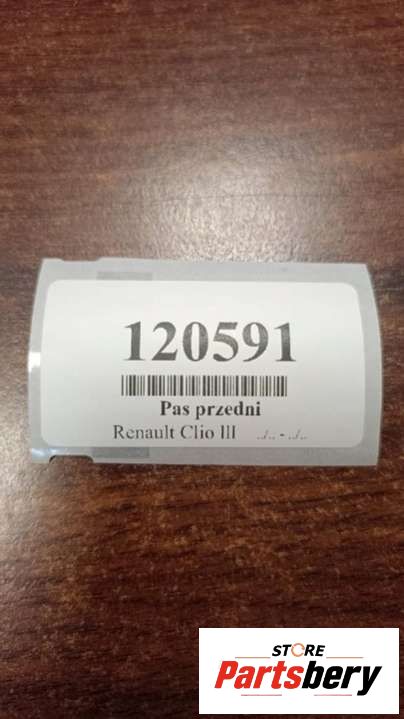 120591
Pas przedni
Renault Clio III ../.. - ../..
STORE
Partsbery